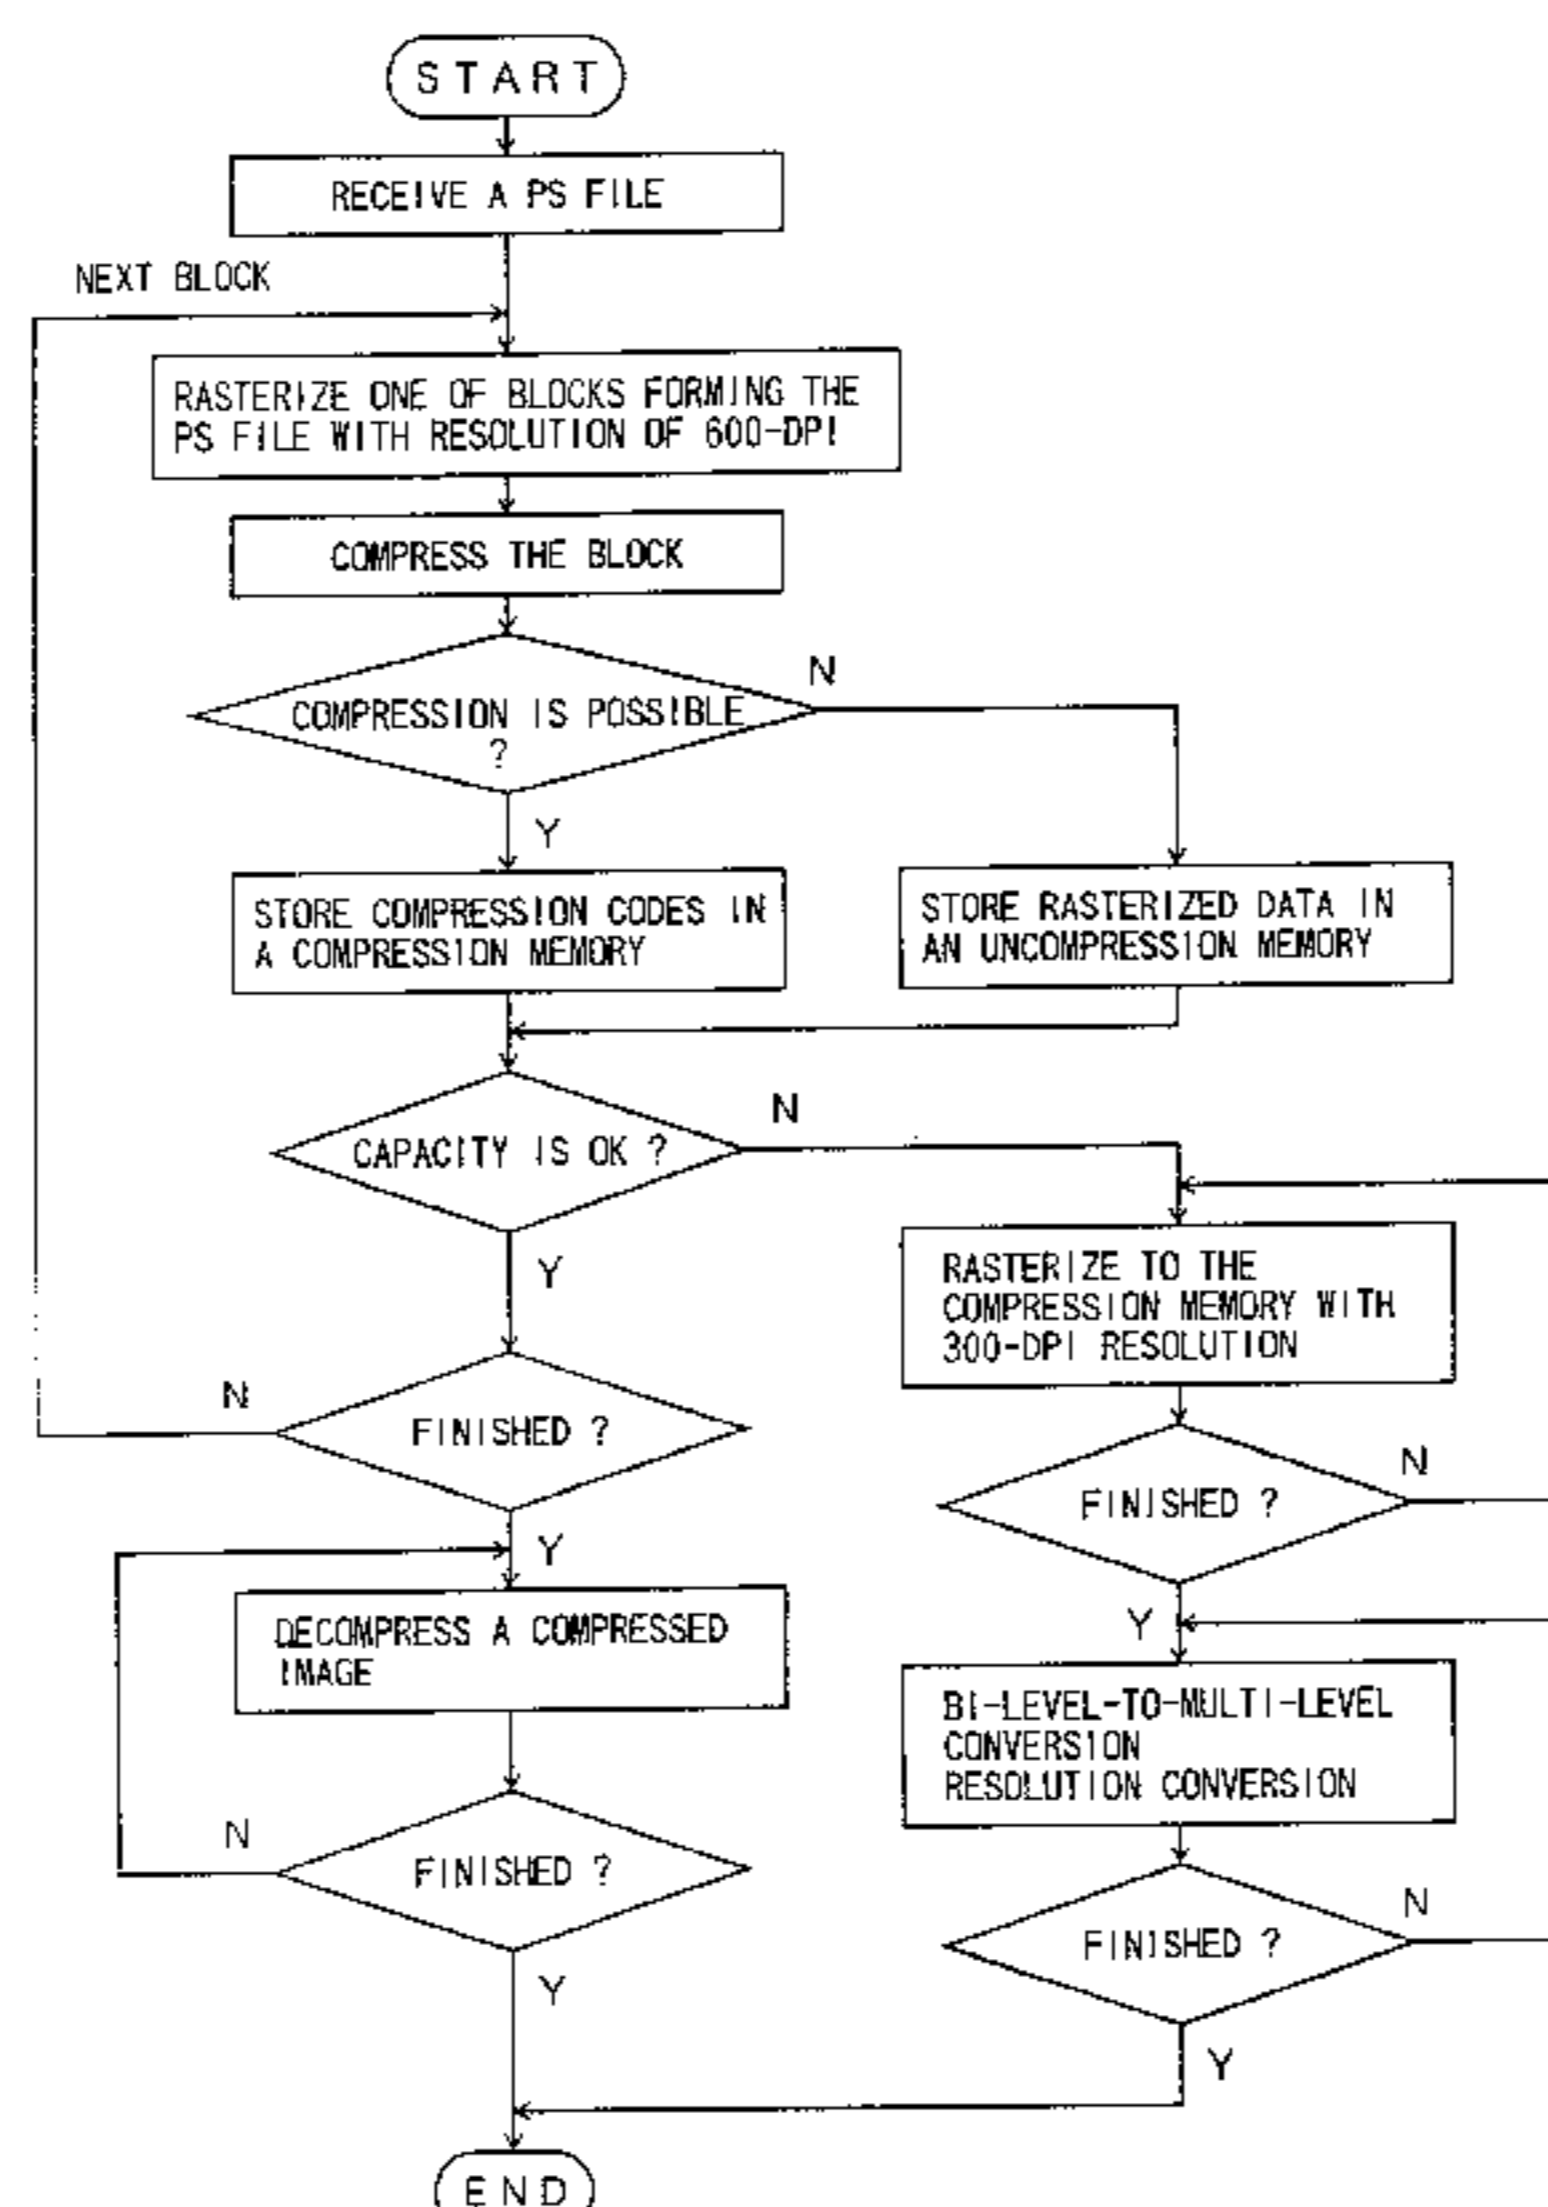 START
RECEIVE A PS FILE
NEXT BLOCK
RASTERIZE ONE OF BLOCKS FORMING THE
PS FILE WITH RESOLUTION OF 600-DPI
COMPRESS THE BLOCK
COMPRESSION IS POSSIBLE
?
N
Y
STORE COMPRESSION CODES IN
A COMPRESSION MEMORY
STORE RASTERIZED DATA IN
AN UNCOMPRESSION MEMORY
CAPACITY IS OK ?
N
Y
RASTERIZE TO THE
COMPRESSION MEMORY WITH
300-DPI RESOLUTION
FINISHED ?
N
Y
FINISHED ?
N
Y
DECOMPRESS A COMPRESSED
IMAGE
BI-LEVEL-TO-MULTI-LEVEL
CONVERSION
RESOLUTION CONVERSION
FINISHED ?
N
Y
FINISHED ?
N
Y
END